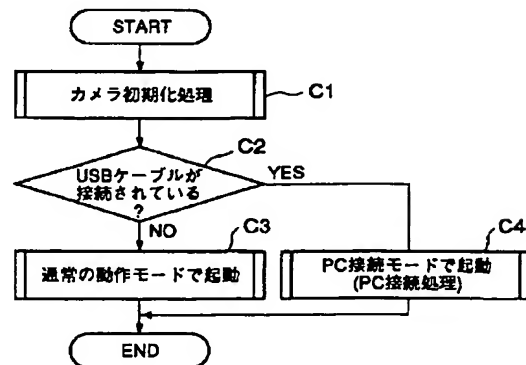 START
カメラ初期化処理
C1
C2
USBケーブルが
接続されている
?
YES
NO
C3
通常の動作モードで起動
C4
PC接続モードで起動
(PC接続処理)
END